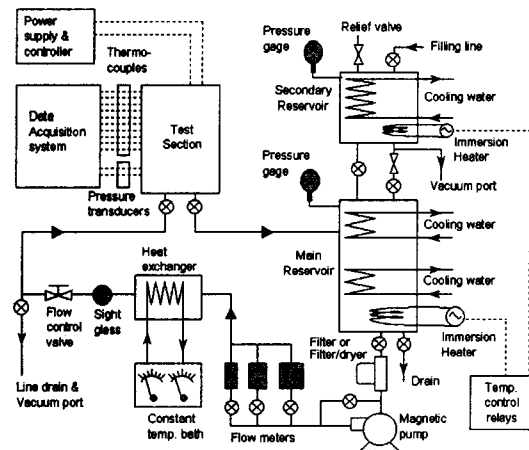 Power
supply &
controller
Thermo-
couples
Data
Acquisition
system
Test
Section
Pressure
transducers
Pressure
gage
Relief valve
Filling line
Secondary
Reservoir
Cooling water
Immersion
Heater
Pressure
gage
Vacuum port
Cooling water
Main
Reservoir
Cooling water
Immersion
Heater
Heat
exchanger
Flow
control
valve
Sight
glass
Line drain &
Vacuum port
Constant
temp. bath
Flow meters
Filter or
Filter/dryer
Drain
Magnetic
pump
Temp.
control
relays